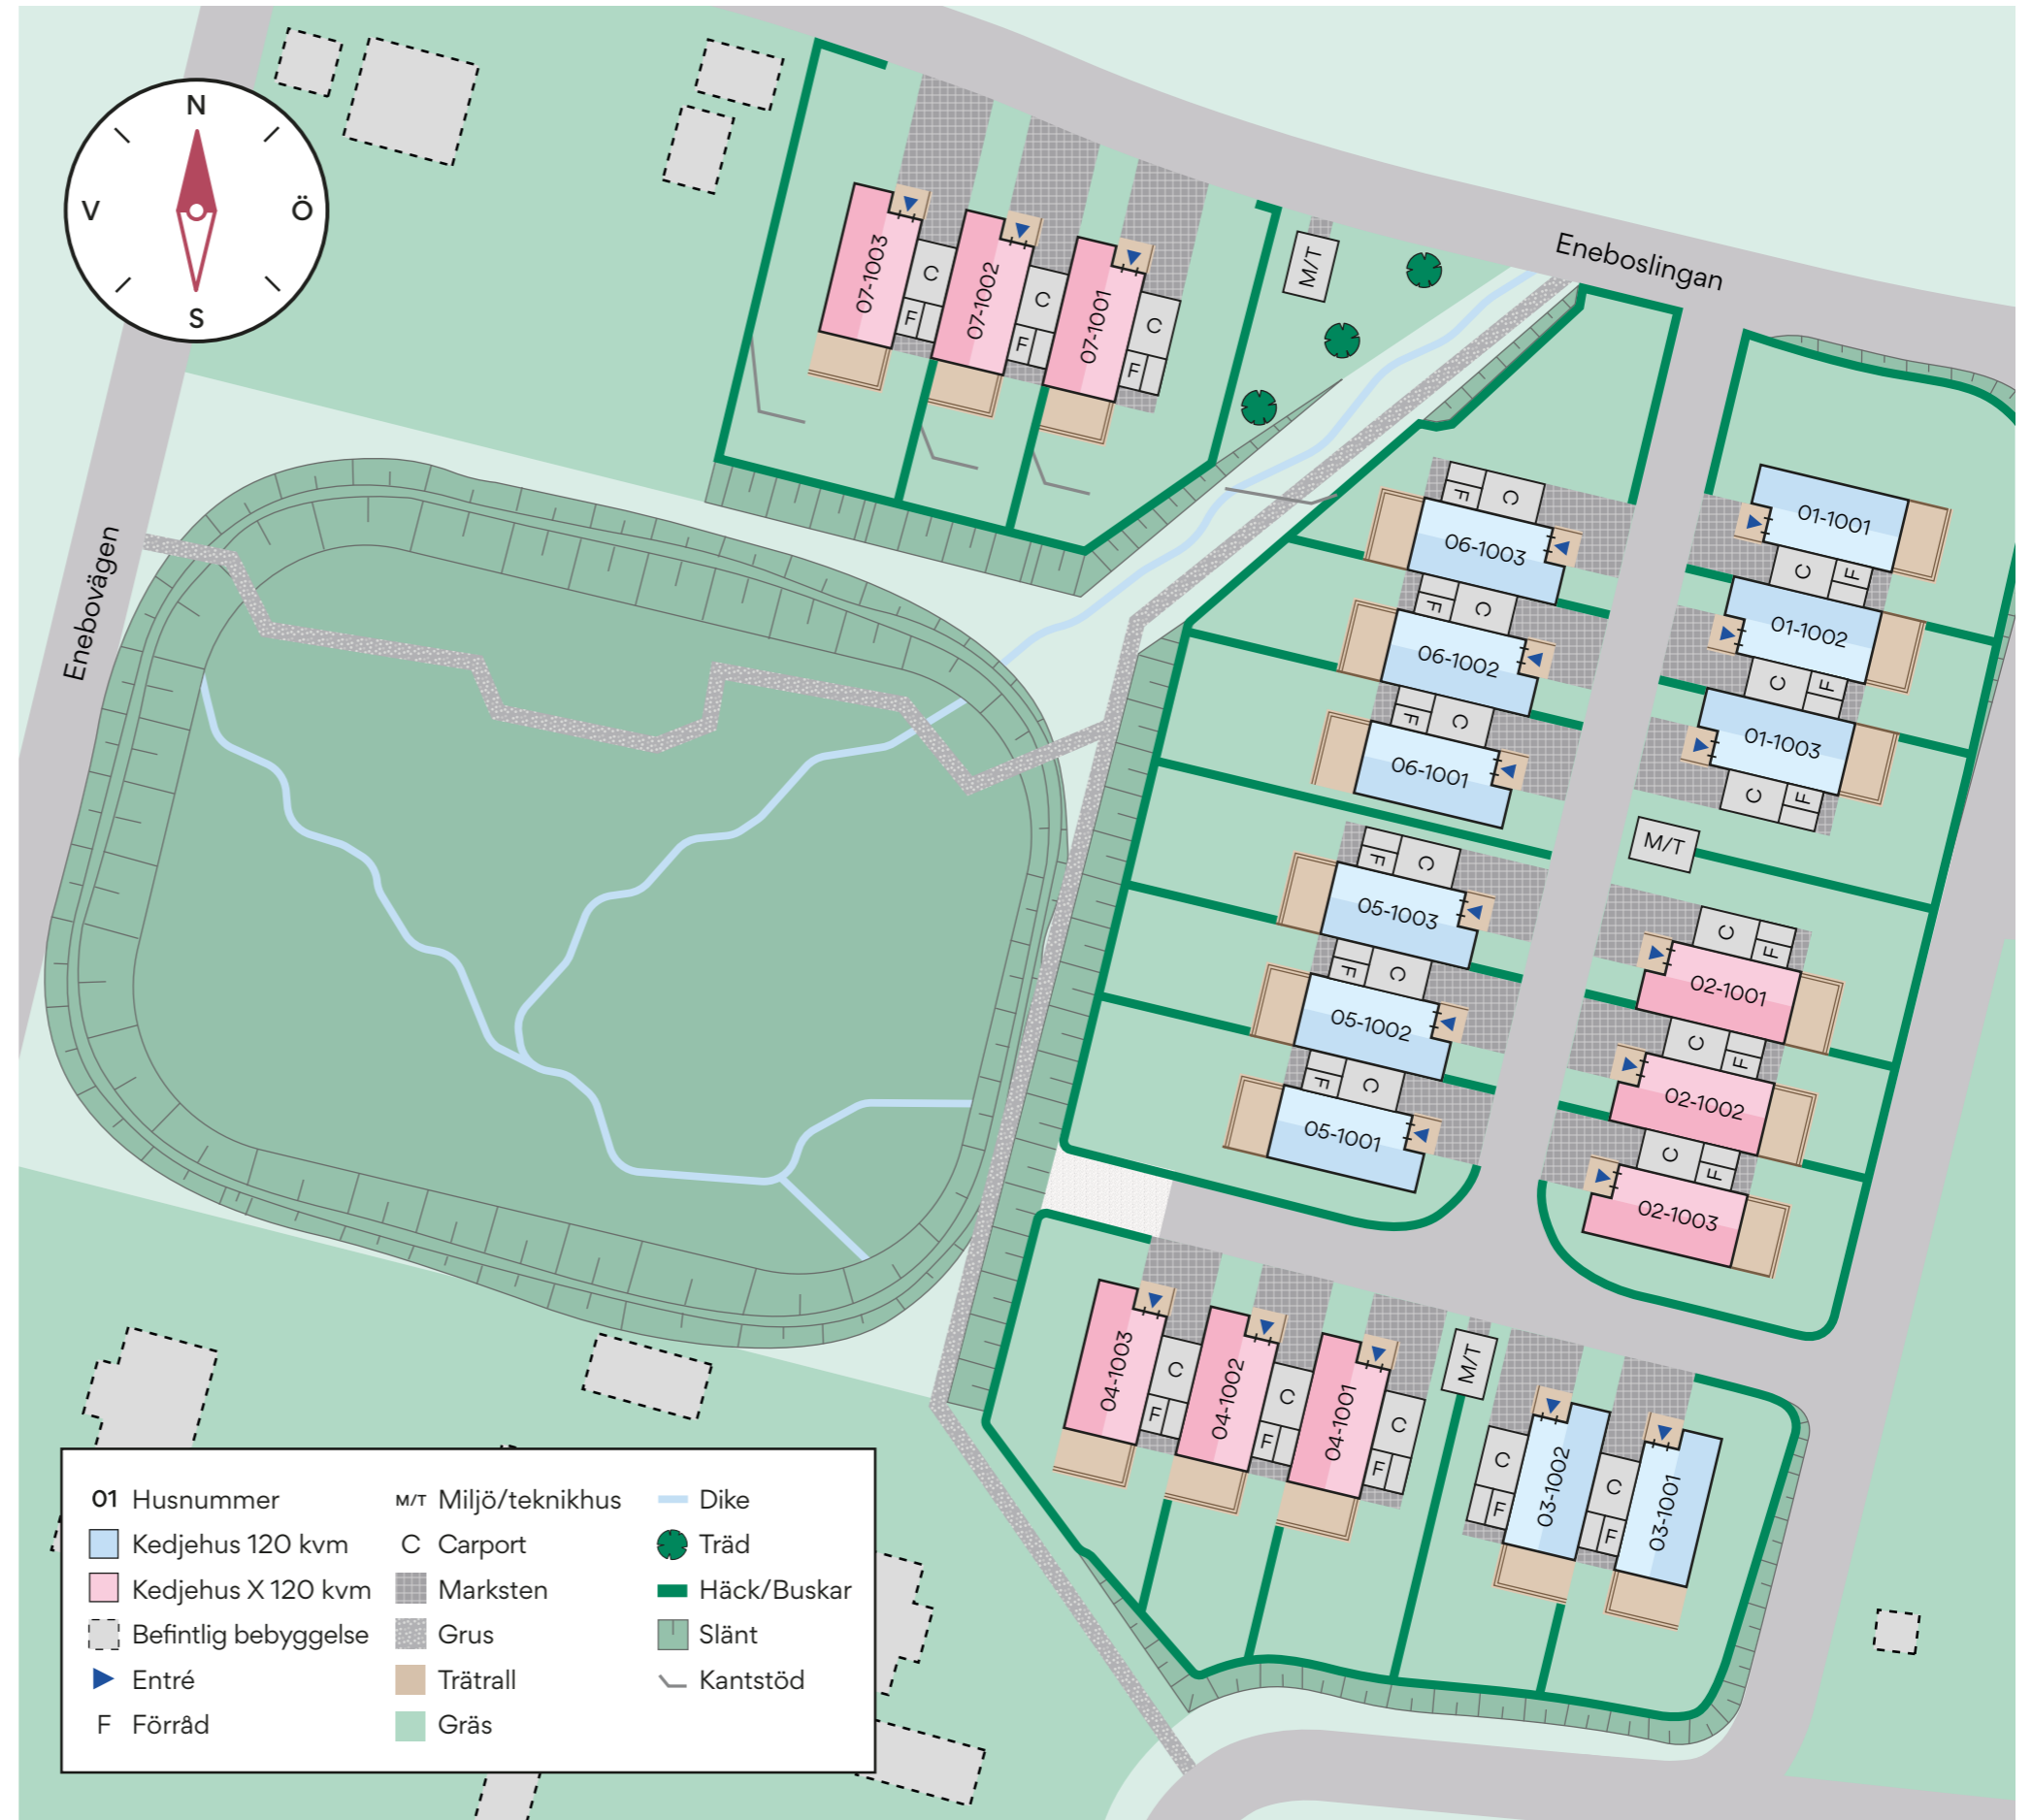 N
V
Ö
S
Eneboslingan
Enebovägen
07-1003
C
F
07-1002
C
F
07-1001
C
F
M/T
F
C
06-1003
F
C
06-1002
F
C
06-1001
01-1001
C
F
01-1002
C
F
01-1003
C
F
M/T
F
C
05-1003
F
C
05-1002
F
C
05-1001
C
F
02-1001
C
F
02-1002
C
F
02-1003
04-1003
C
F
04-1002
C
F
04-1001
C
F
M/T
C
F
03-1002
C
F
03-1001
01 Husnummer
Kedjehus 120 kvm
Kedjehus X 120 kvm
Befintlig bebyggelse
Entré
F Förråd
M/T Miljö/teknikhus
C Carport
Marksten
Grus
Trätrall
Gräs
Dike
Träd
Häck/Buskar
Slänt
Kantstöd